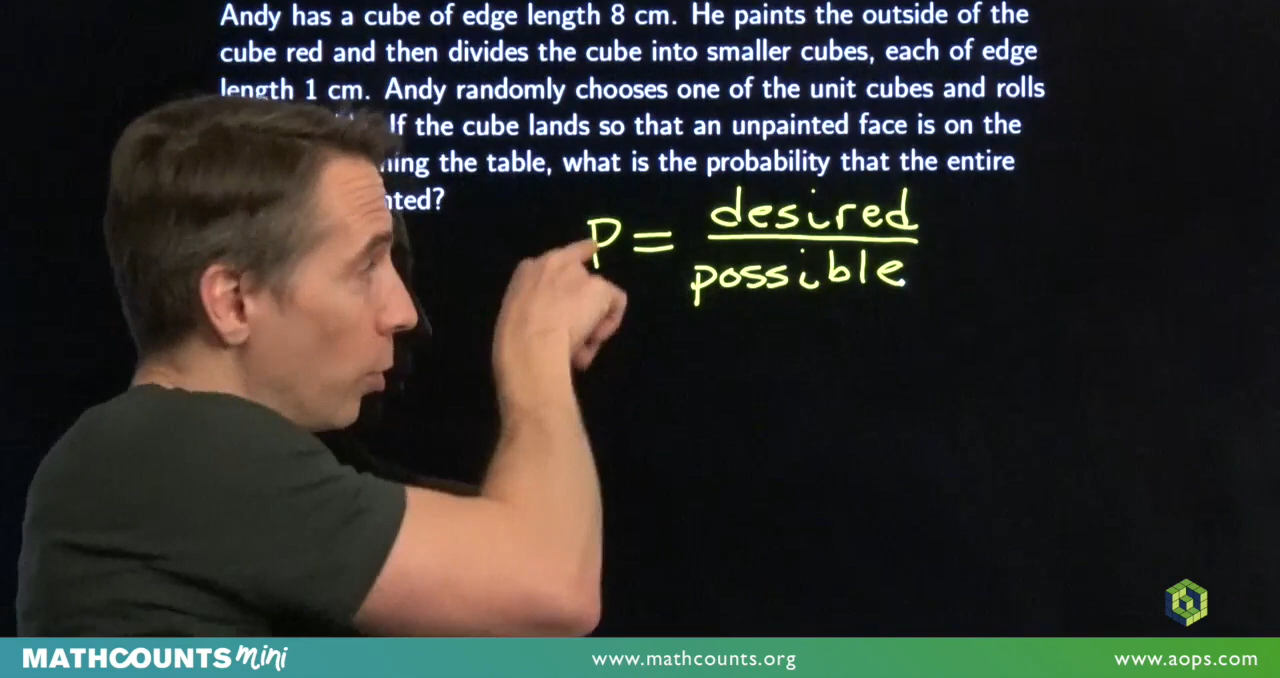 Andy has a cube of edge length 8 cm. He paints the outside of the
cube red and then divides the cube into smaller cubes, each of edge
length 1 cm. Andy randomly chooses one of the unit cubes and rolls
If the cube lands so that an unpainted face is on the
the table, what is the probability that the entire
P = desired
possible
MATHCOUNTS mini
www.mathcounts.org
www.aops.com